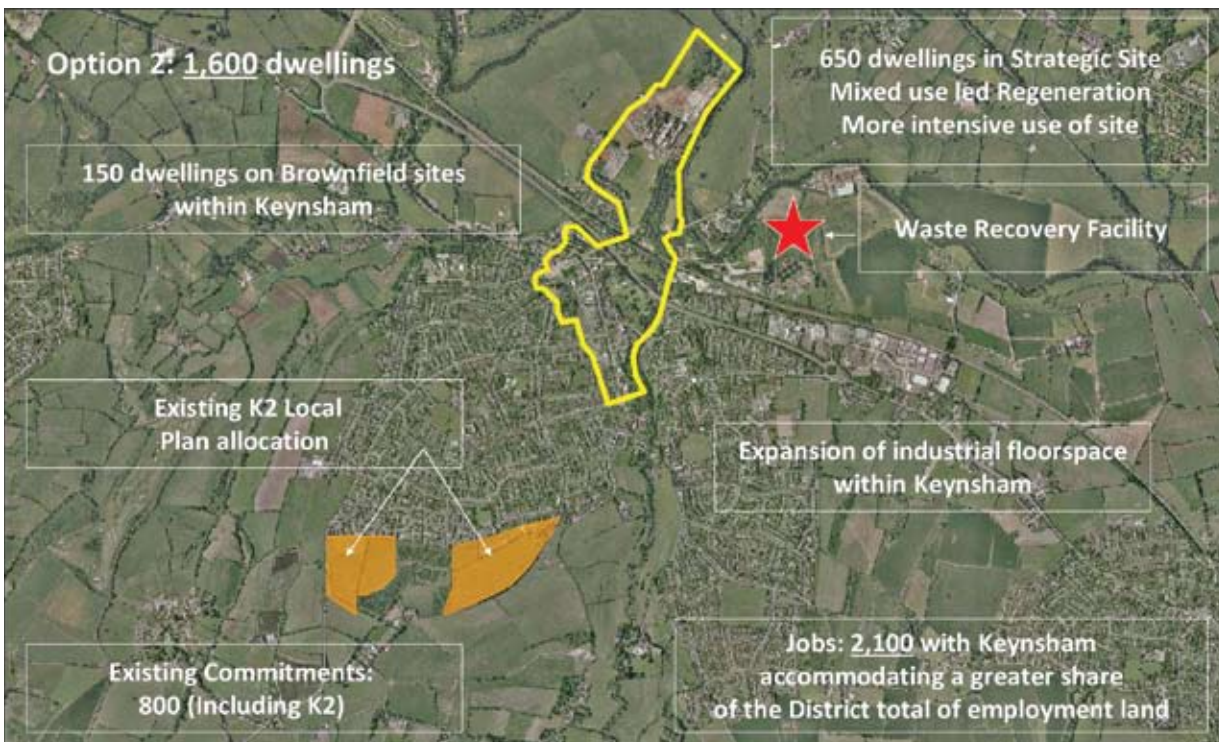 Option 2: 1,600 dwellings
650 dwellings in Strategic Site
Mixed use led Regeneration
More intensive use of site
150 dwellings on Brownfield sites
within Keynsham
Waste Recovery Facility
Existing K2 Local
Plan allocation
Expansion of industrial floorspace
within Keynsham
Existing Commitments:
800 (Including K2)
Jobs: 2,100 with Keynsham
accommodating a greater share
of the District total of employment land